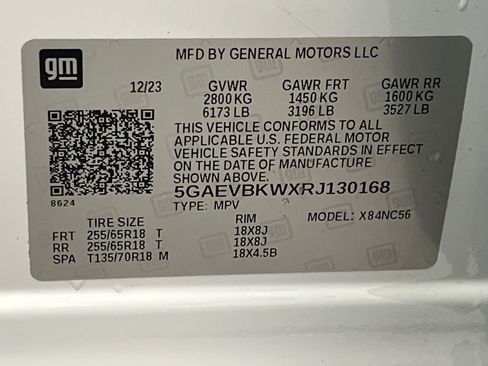 gm
MFD BY GENERAL MOTORS LLC
12/23 GVWR GAWR FRT GAWR RR
2800 KG 1450 KG 1600 KG
6173 LB 3196 LB 3527 LB
THIS VEHICLE CONFORMS TO ALL
APPLICABLE U.S. FEDERAL MOTOR
VEHICLE SAFETY STANDARDS IN EFFECT
ON THE DATE OF MANUFACTURE
SHOWN ABOVE.
8624 5GAEVBKWXRJ130168
TYPE: MPV MODEL: X84NC56
TIRE SIZE RIM
FRT 255/65R18 T 18X8J
RR 255/65R18 T 18X8J
SPA T135/70R18 M 18X4.5B